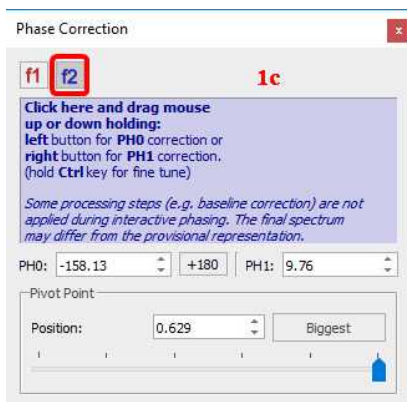 Phase Correction
x
f1 f2 1c
Click here and drag mouse
up or down holding:
left button for PH0 correction or
right button for PH1 correction.
(hold Ctrl key for fine tune)
Some processing steps (e.g. baseline correction) are not
applied during interactive phasing. The final spectrum
may differ from the provisional representation.
PH0: -158.13 +180 PH1: 9.76
Pivot Point
Position: 0.629 Biggest